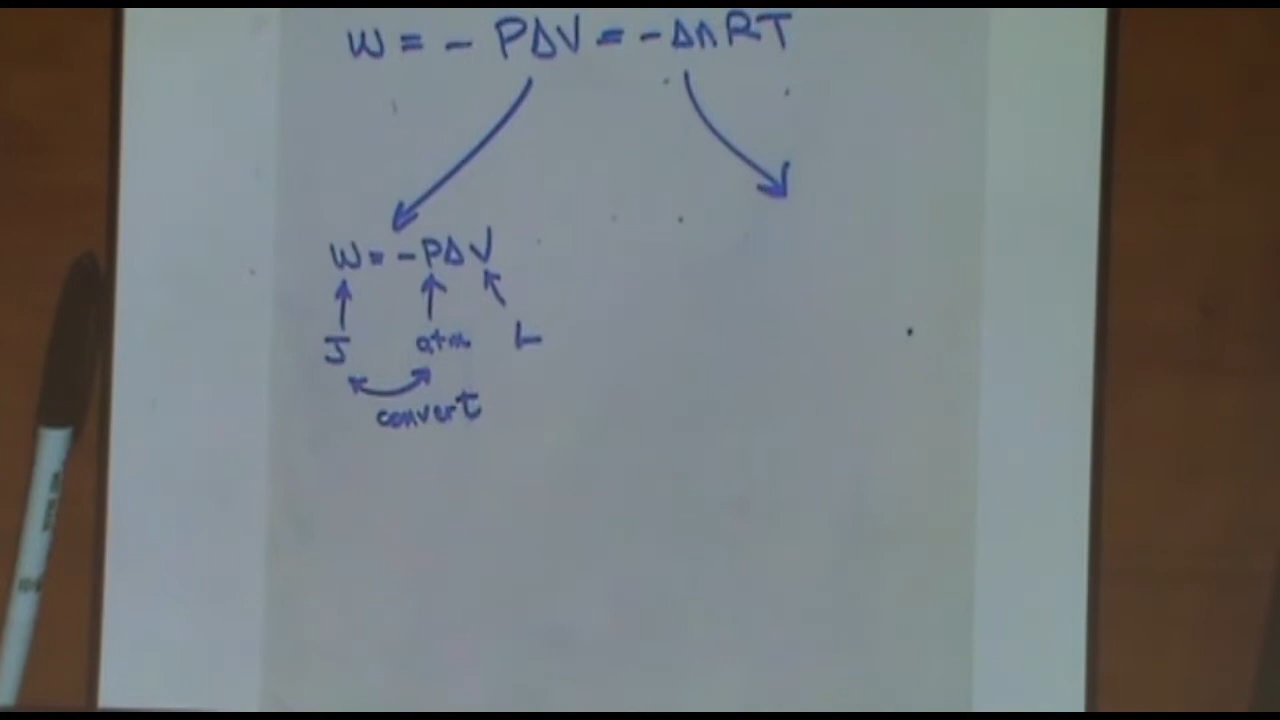 W = - PΔV = - ΔnRT
W = - PΔV
J atm L
convert